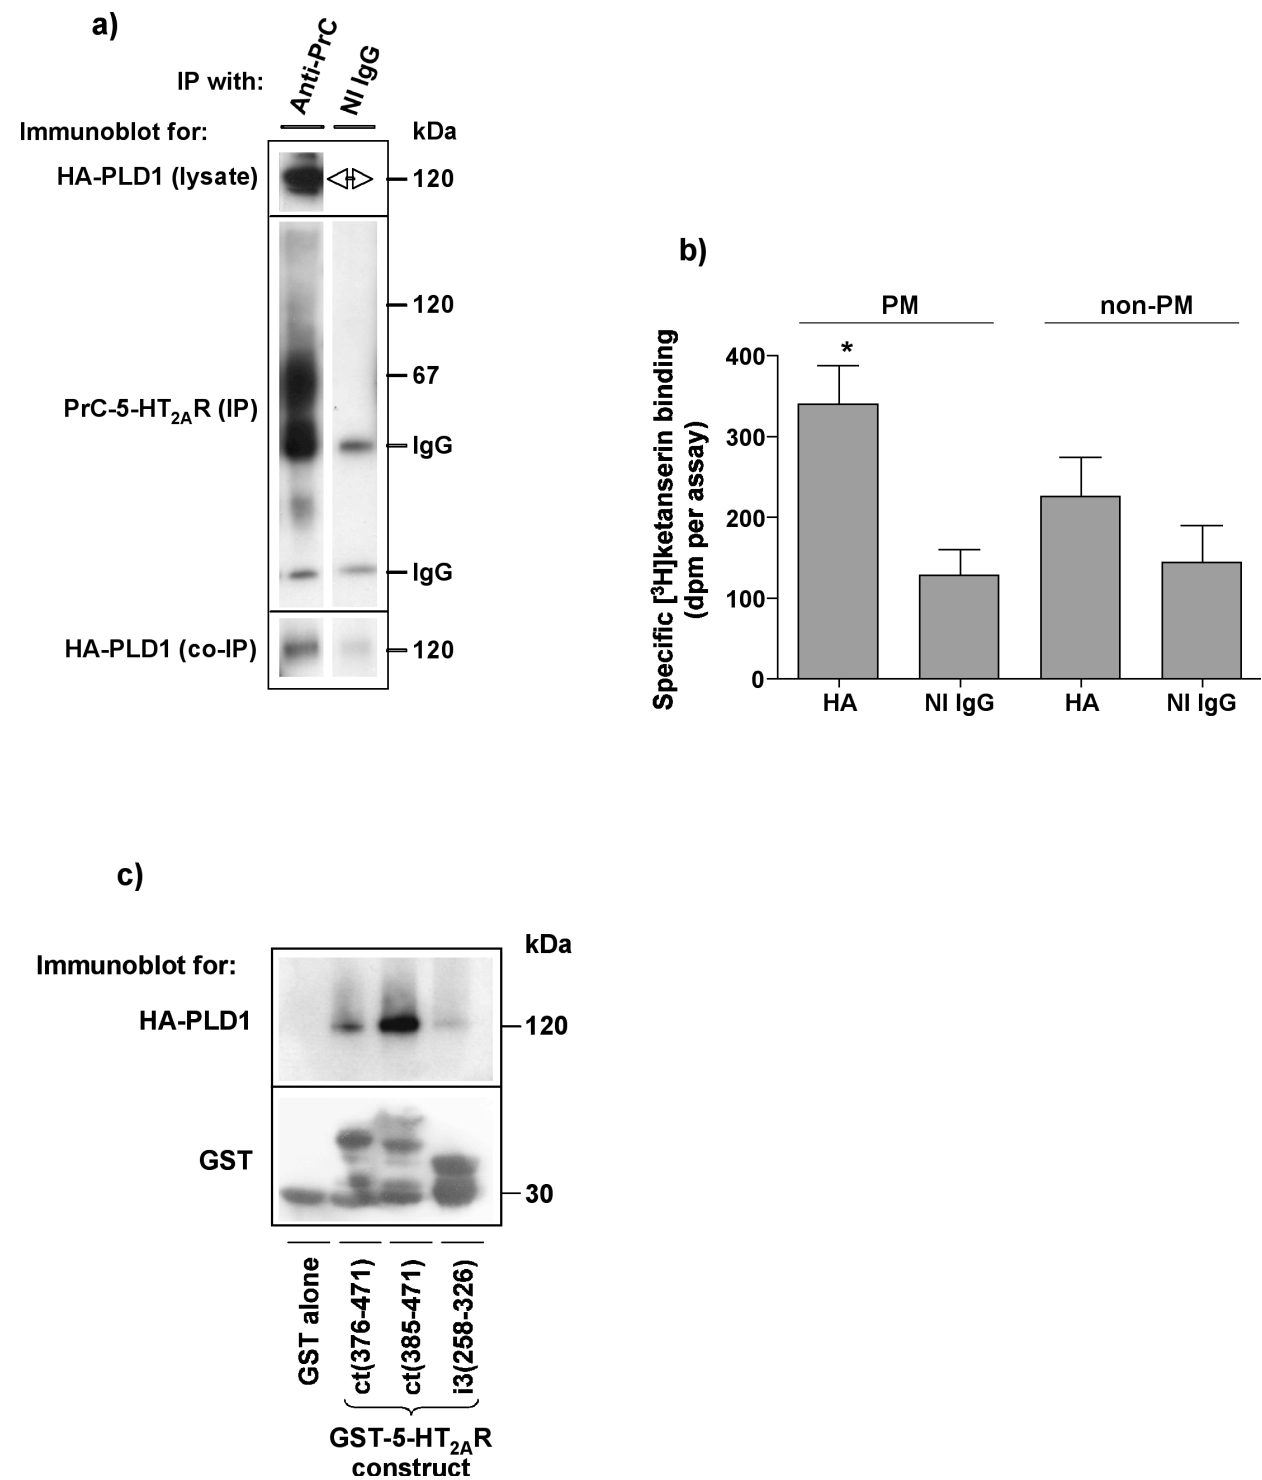 a)
Anti-PrC
NI IgG
IP with:
Immunoblot for:
kDa
HA-PLD1 (lysate)
120
120
67
PrC-5-HT2AR (IP)
IgG
IgG
HA-PLD1 (co-IP)
120
b)
PM
non-PM
*
Specific [3H]ketanserin binding
(dpm per assay)
400
300
200
100
0
HA
NI IgG
HA
NI IgG
c)
kDa
Immunoblot for:
HA-PLD1
120
GST
30
GST alone
ct(376-471)
ct(385-471)
i3(258-326)
GST-5-HT2AR
construct